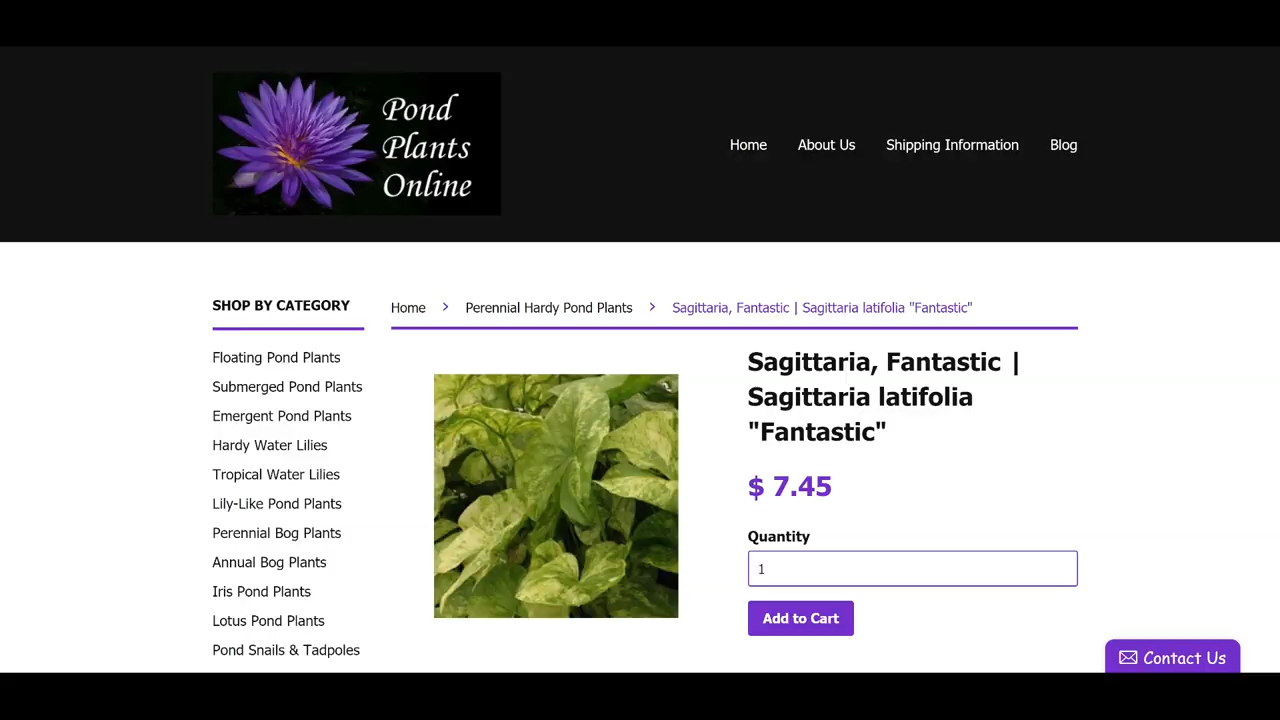 Pond
Plants
Online
Home
About Us
Shipping Information
Blog
SHOP BY CATEGORY
Floating Pond Plants
Submerged Pond Plants
Emergent Pond Plants
Hardy Water Lilies
Tropical Water Lilies
Lily-Like Pond Plants
Perennial Bog Plants
Annual Bog Plants
Iris Pond Plants
Lotus Pond Plants
Pond Snails & Tadpoles
Home › Perennial Hardy Pond Plants › Sagittaria, Fantastic | Sagittaria latifolia "Fantastic"
Sagittaria, Fantastic |
Sagittaria latifolia
"Fantastic"
$ 7.45
Quantity
1
Add to Cart
Contact Us